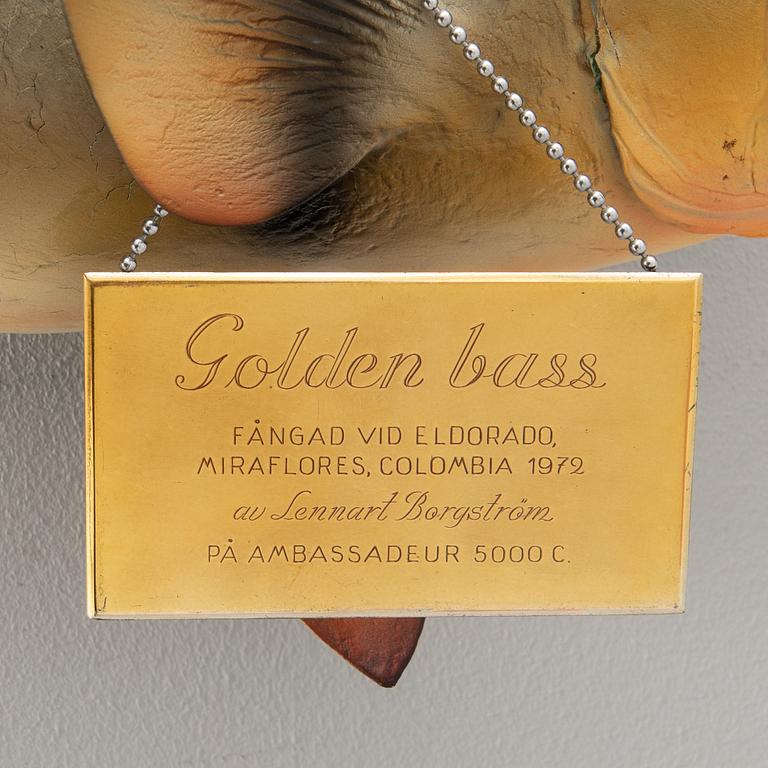 Golden bass
FÅNGAD VID ELDORADO,
MIRAFLORES, COLOMBIA 1972
av Lennart Borgström
PÅ AMBASSADEUR 5000 C.